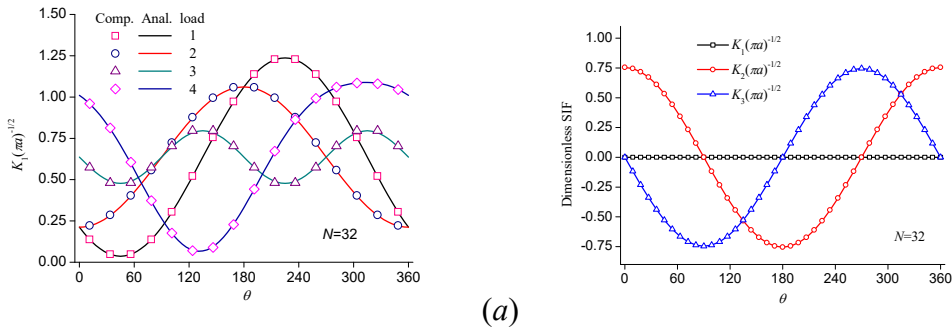 Comp. Anal. load
1
2
3
4
K₁(πa)⁻¹/²
1.50
1.25
1.00
0.75
0.50
0.25
0.00
N=32
0 60 120 180 240 300 360
θ
(a)
K₁(πa)⁻¹/²
K₂(πa)⁻¹/²
K₃(πa)⁻¹/²
Dimensionless SIF
1.00
0.75
0.50
0.25
0.00
-0.25
-0.50
-0.75
N=32
0 60 120 180 240 300 360
θ